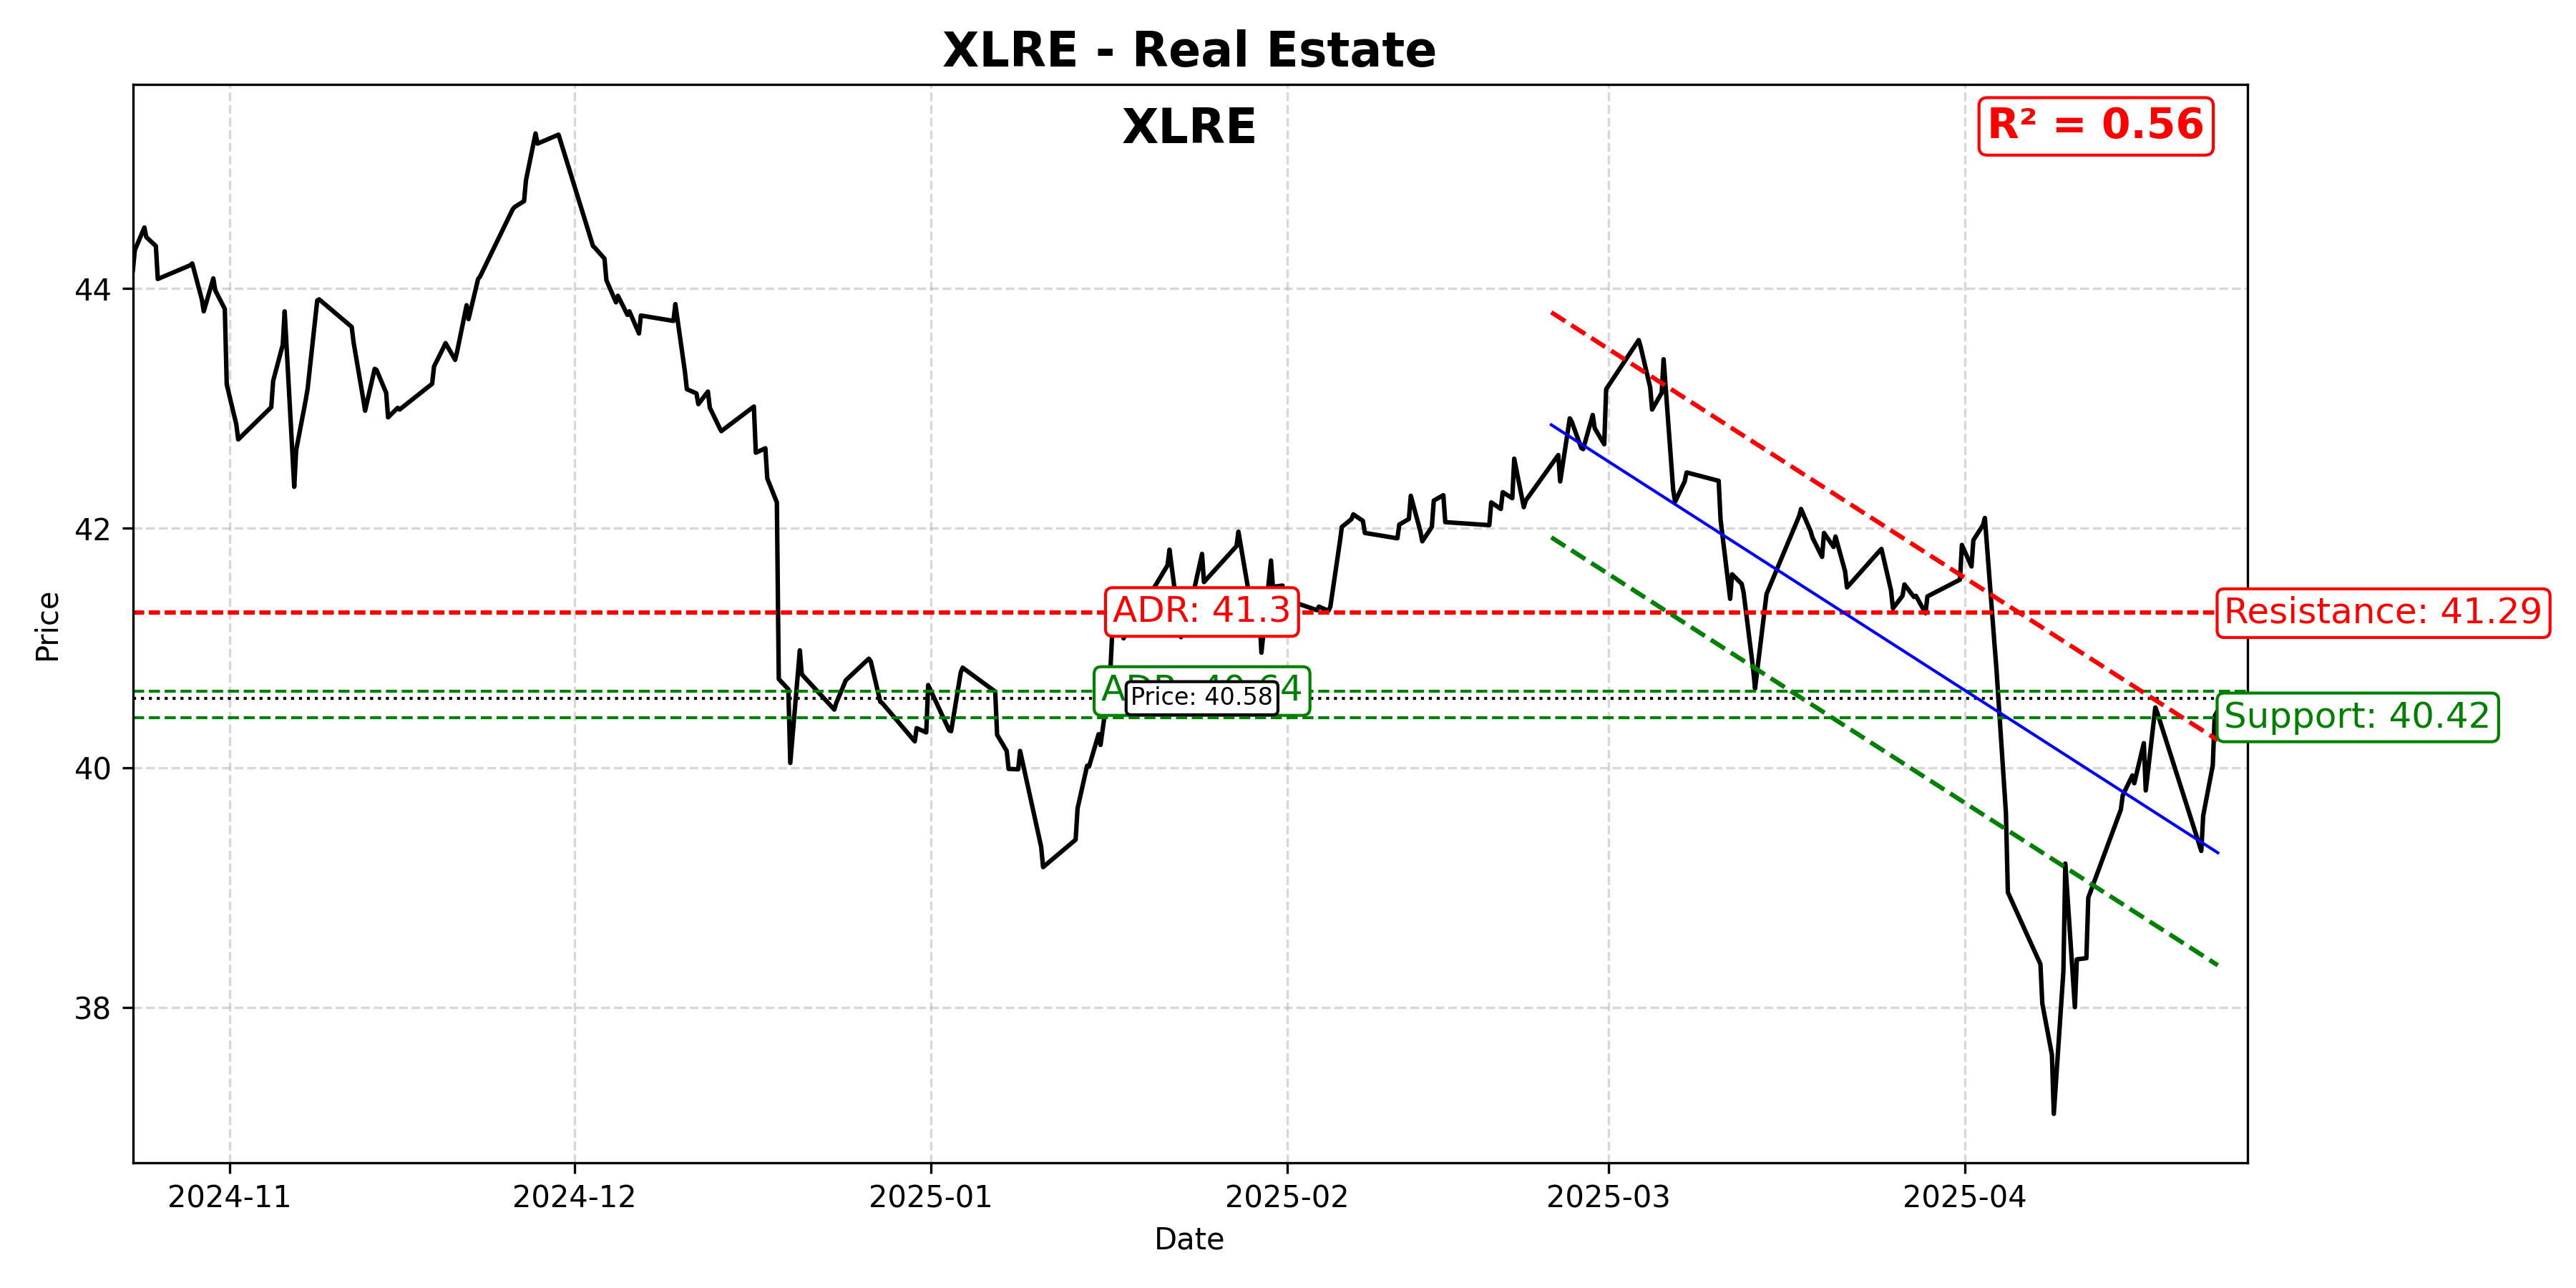 XLRE - Real Estate
XLRE
R² = 0.56
44
42
40
38
Price
ADR: 41.3
Resistance: 41.29
Price: 40.58
Support: 40.42
2024-11
2024-12
2025-01
2025-02
2025-03
2025-04
Date